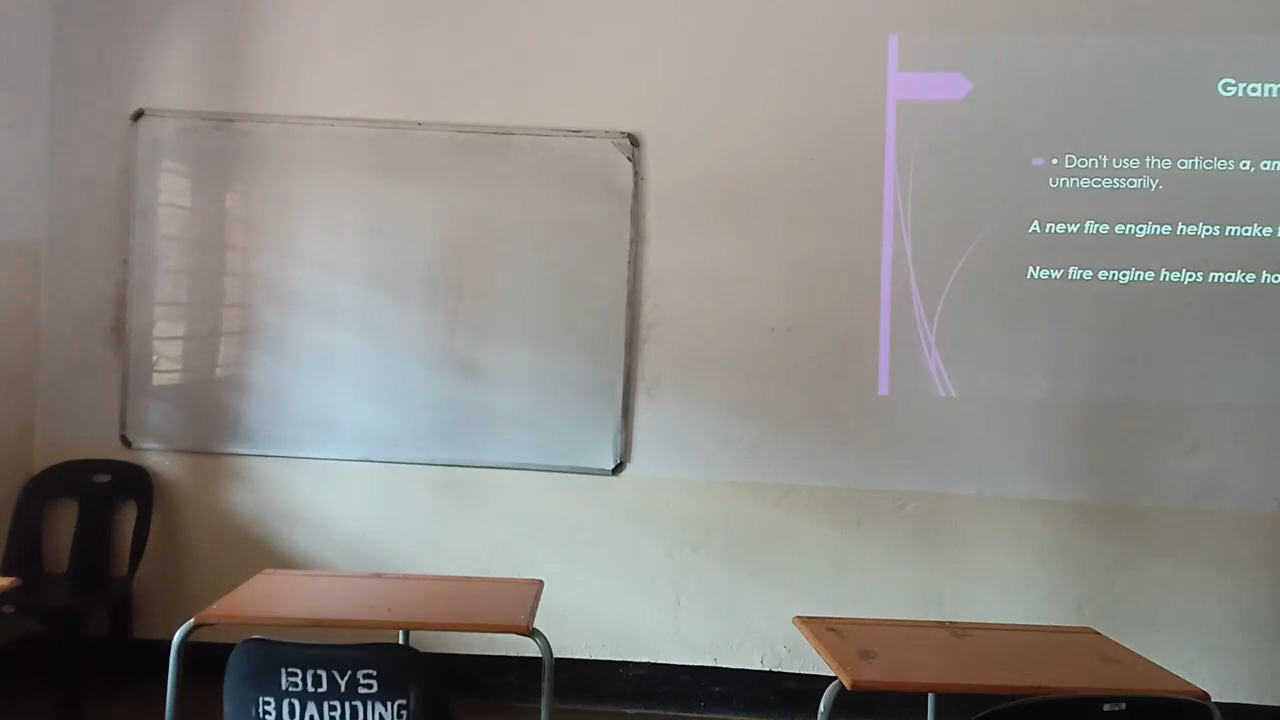 Gram
• Don't use the articles a, an
unnecessarily.
A new fire engine helps make
New fire engine helps make ho
BOYS
BOARDING